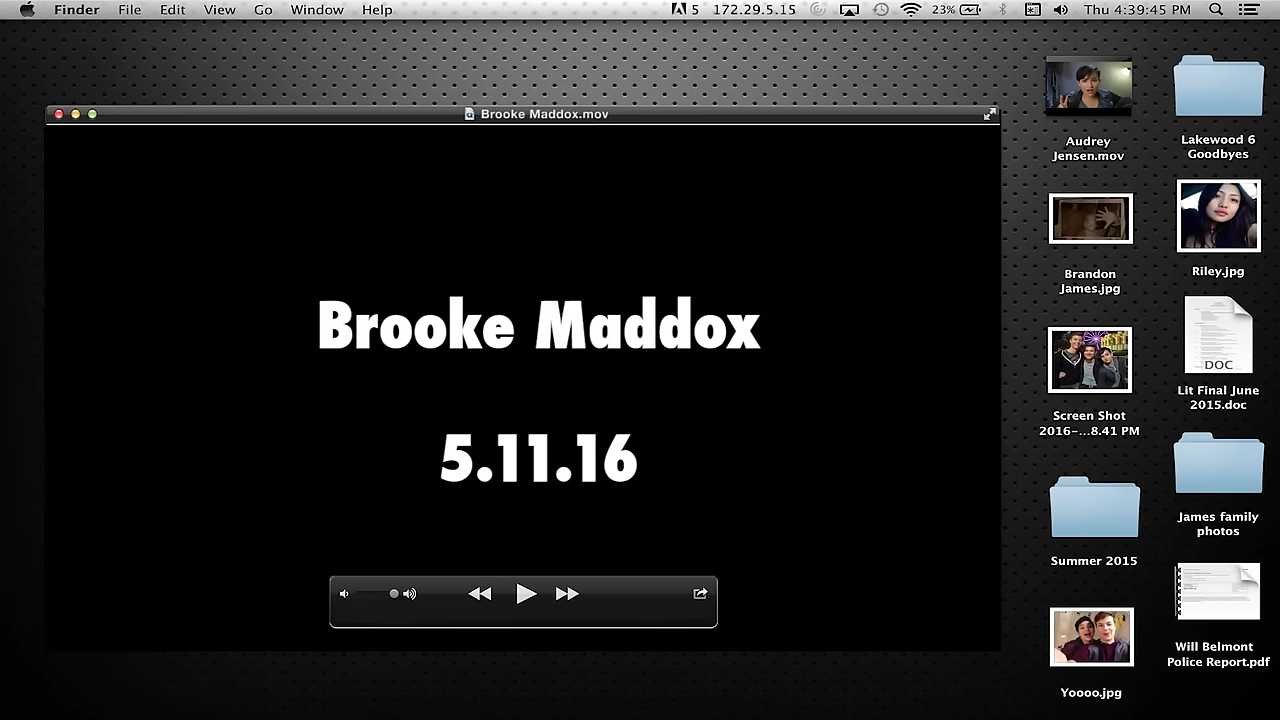 Finder File Edit View Go Window Help 5 172.29.5.15 23% Thu 4:39:45 PM
Brooke Maddox.mov
Brooke Maddox
5.11.16
Audrey
Jensen.mov
Lakewood 6
Goodbyes
Brandon
James.jpg
Riley.jpg
Screen Shot
2016-...8.41 PM
DOC
Lit Final June
2015.doc
Summer 2015
James family
photos
Yoooo.jpg
Will Belmont
Police Report.pdf